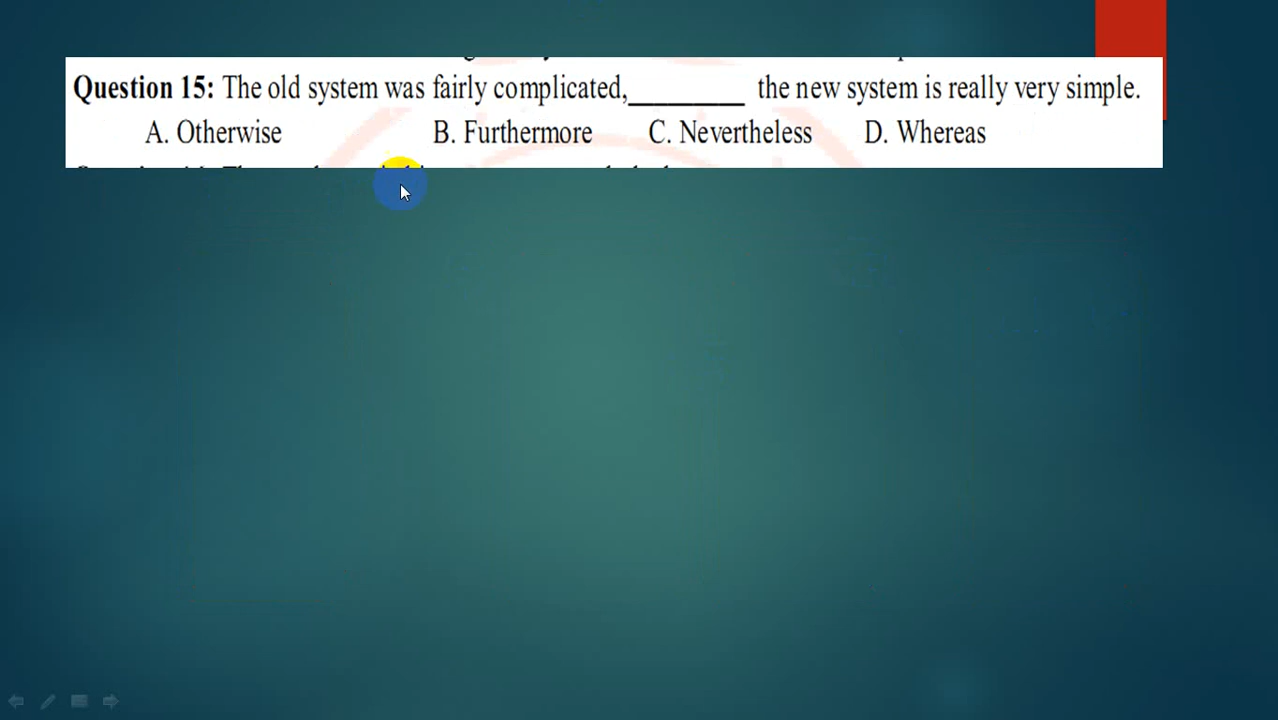 Question 15: The old system was fairly complicated,_________ the new system is really very simple.
A. Otherwise B. Furthermore C. Nevertheless D. Whereas